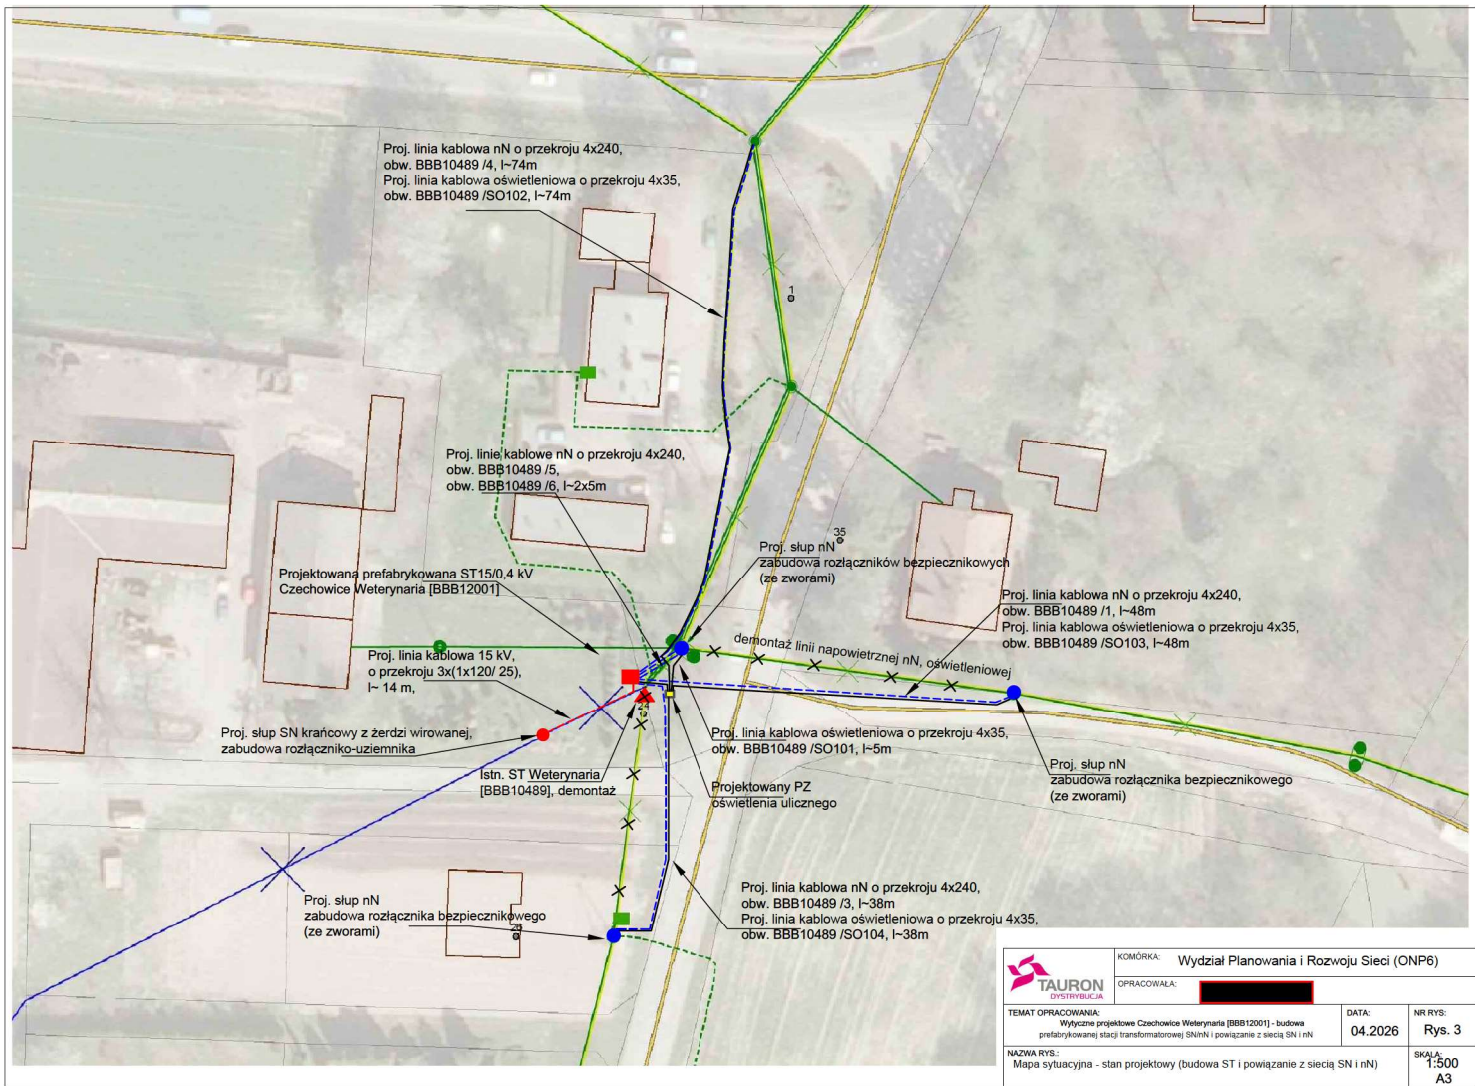 Proj. linia kablowa nN o przekroju 4x240,
obw. BBB10489 /4, l~74m
Proj. linia kablowa oświetleniowa o przekroju 4x35,
obw. BBB10489 /SO102, l~74m
1
Proj. linie kablowe nN o przekroju 4x240,
obw. BBB10489 /5,
obw. BBB10489 /6, l~2x5m
35
Proj. słup nN
zabudowa rozłączników bezpiecznikowych
(ze zworami)
Projektowana prefabrykowana ST15/0,4 kV
Czechowice Weterynaria [BBB12001]
Proj. linia kablowa nN o przekroju 4x240,
obw. BBB10489 /1, l~48m
Proj. linia kablowa oświetleniowa o przekroju 4x35,
obw. BBB10489 /SO103, l~48m
demontaż linii napowietrznej nN, oświetleniowej
Proj. linia kablowa 15 kV,
o przekroju 3x(1x120/ 25),
l~ 14 m,
Proj. słup SN krańcowy z żerdzi wirowanej,
zabudowa rozłączniko-uziemnika
Proj. linia kablowa oświetleniowa o przekroju 4x35,
obw. BBB10489 /SO101, l~5m
Istn. ST Weterynaria
[BBB10489], demontaż
Projektowany PZ
oświetlenia ulicznego
Proj. słup nN
zabudowa rozłącznika bezpiecznikowego
(ze zworami)
Proj. słup nN
zabudowa rozłącznika bezpiecznikowego
(ze zworami)
Proj. linia kablowa nN o przekroju 4x240,
obw. BBB10489 /3, l~38m
Proj. linia kablowa oświetleniowa o przekroju 4x35,
obw. BBB10489 /SO104, l~38m
TAURON
DYSTRYBUCJA
KOMÓRKA: Wydział Planowania i Rozwoju Sieci (ONP6)
OPRACOWAŁA:
TEMAT OPRACOWANIA:
Wytyczne projektowe Czechowice Weterynaria [BBB12001] - budowa
prefabrykowanej stacji transformatorowej SN/nN i powiązanie z siecią SN i nN
DATA:
04.2026
NR RYS:
Rys. 3
NAZWA RYS.:
Mapa sytuacyjna - stan projektowy (budowa ST i powiązanie z siecią SN i nN)
SKALA:
1:500
A3